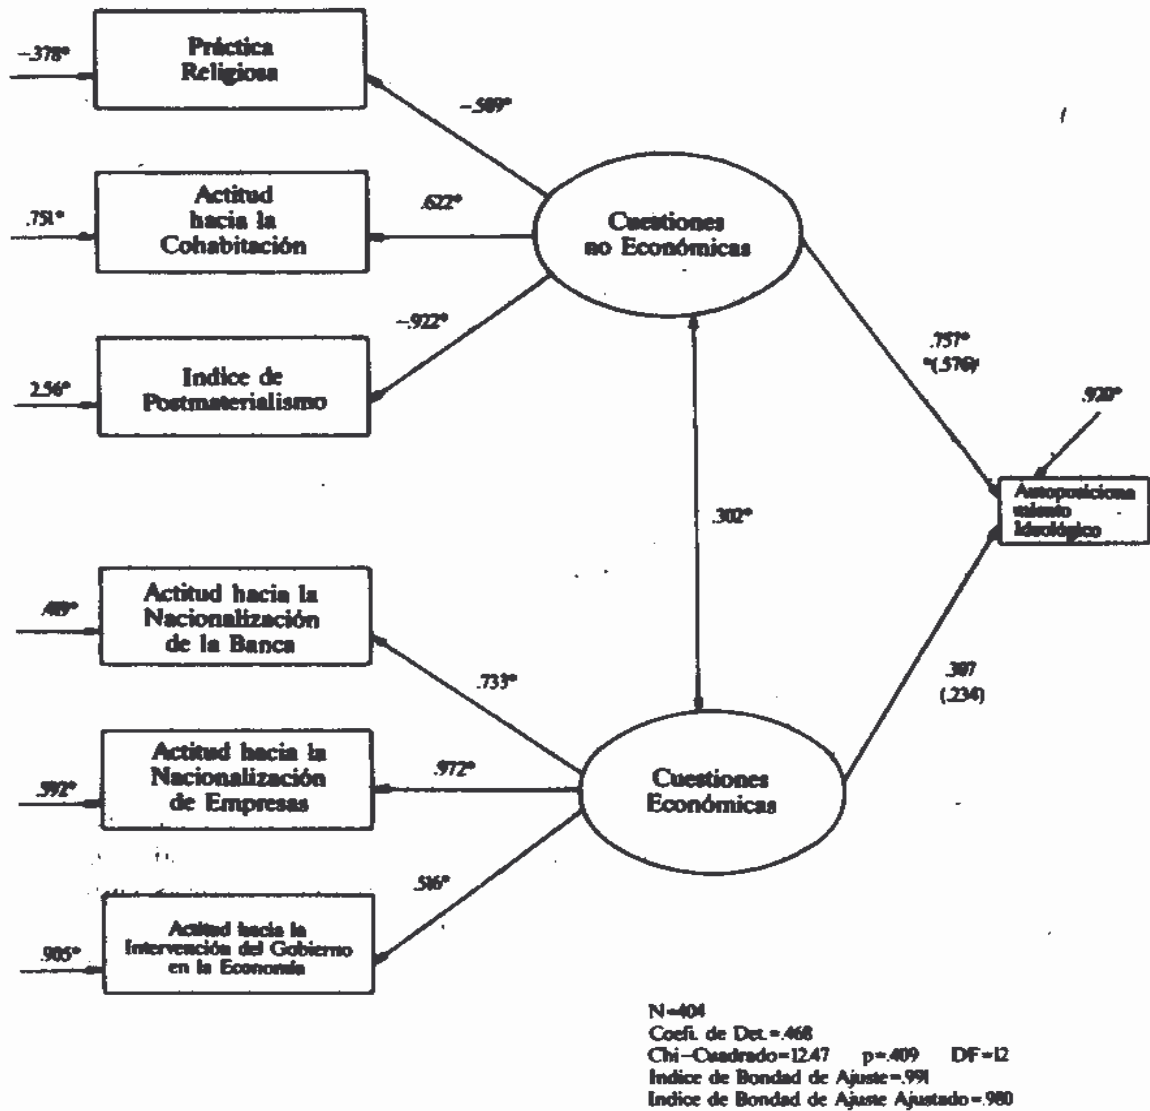 -.378*
Práctica
Religiosa
-.589*
.751*
Actitud
hacia la
Cohabitación
.622*
Cuestiones
no Económicas
2.56*
Indice de
Postmaterialismo
-.922*
.757*
*(.576)*
.920*
Autoposiciona
miento
Ideológico
.302*
Actitud hacia la
Nacionalización
de la Banca
.733*
.307
(.234)
.592*
Actitud hacia la
Nacionalización
de Empresas
.972*
Cuestiones
Económicas
.905*
Actitud hacia la
Intervención del Gobierno
en la Economía
.516*
N=404
Coefi. de Det.=.468
Chi-Cuadrado=12.47 p=.409 DF=12
Indice de Bondad de Ajuste=.991
Indice de Bondad de Ajuste Ajustado=.980